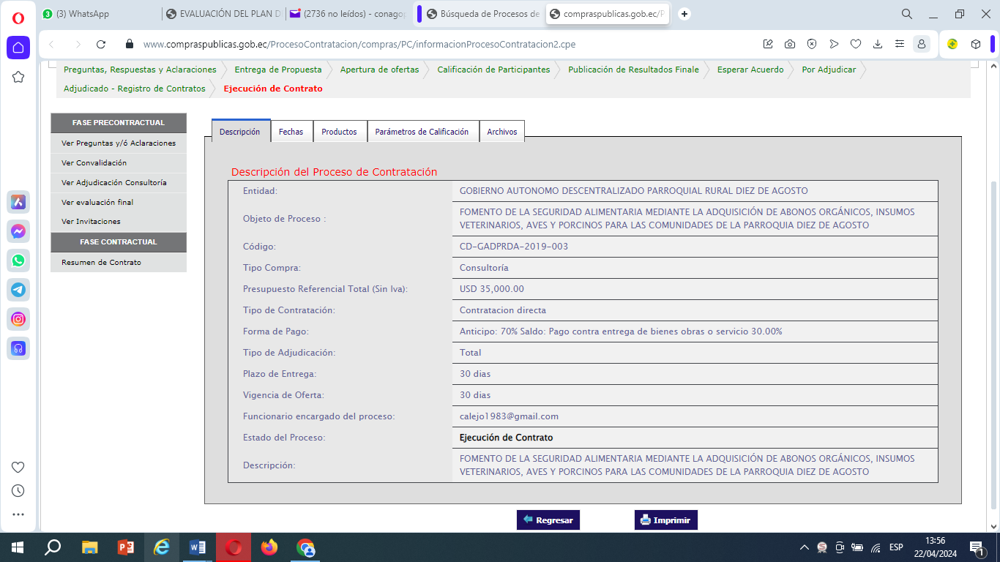 (3) WhatsApp
EVALUACIÓN DEL PLAN D
(2736 no leídos) - conagop
Búsqueda de Procesos de
compraspublicas.gob.ec/P
www.compraspublicas.gob.ec/ProcesoContratacion/compras/PC/informacionProcesoContratacion2.cpe
Preguntas, Respuestas y Aclaraciones
Entrega de Propuesta
Apertura de ofertas
Calificación de Participantes
Publicación de Resultados Finale
Esperar Acuerdo
Por Adjudicar
Adjudicado - Registro de Contratos
Ejecución de Contrato
FASE PRECONTRACTUAL
Ver Preguntas y/ó Aclaraciones
Ver Convalidación
Ver Adjudicación Consultoría
Ver evaluación final
Ver Invitaciones
FASE CONTRACTUAL
Resumen de Contrato
Descripción
Fechas
Productos
Parámetros de Calificación
Archivos
Descripción del Proceso de Contratación
Entidad: GOBIERNO AUTONOMO DESCENTRALIZADO PARROQUIAL RURAL DIEZ DE AGOSTO
Objeto de Proceso : FOMENTO DE LA SEGURIDAD ALIMENTARIA MEDIANTE LA ADQUISICIÓN DE ABONOS ORGÁNICOS, INSUMOS
VETERINARIOS, AVES Y PORCINOS PARA LAS COMUNIDADES DE LA PARROQUIA DIEZ DE AGOSTO
Código: CD-GADPRDA-2019-003
Tipo Compra: Consultoría
Presupuesto Referencial Total (Sin Iva): USD 35,000.00
Tipo de Contratación: Contratacion directa
Forma de Pago: Anticipo: 70% Saldo: Pago contra entrega de bienes obras o servicio 30.00%
Tipo de Adjudicación: Total
Plazo de Entrega: 30 dias
Vigencia de Oferta: 30 dias
Funcionario encargado del proceso: calejo1983@gmail.com
Estado del Proceso: Ejecución de Contrato
Descripción: FOMENTO DE LA SEGURIDAD ALIMENTARIA MEDIANTE LA ADQUISICIÓN DE ABONOS ORGÁNICOS, INSUMOS
VETERINARIOS, AVES Y PORCINOS PARA LAS COMUNIDADES DE LA PARROQUIA DIEZ DE AGOSTO
Regresar
Imprimir
ESP
13:56
22/04/2024
1